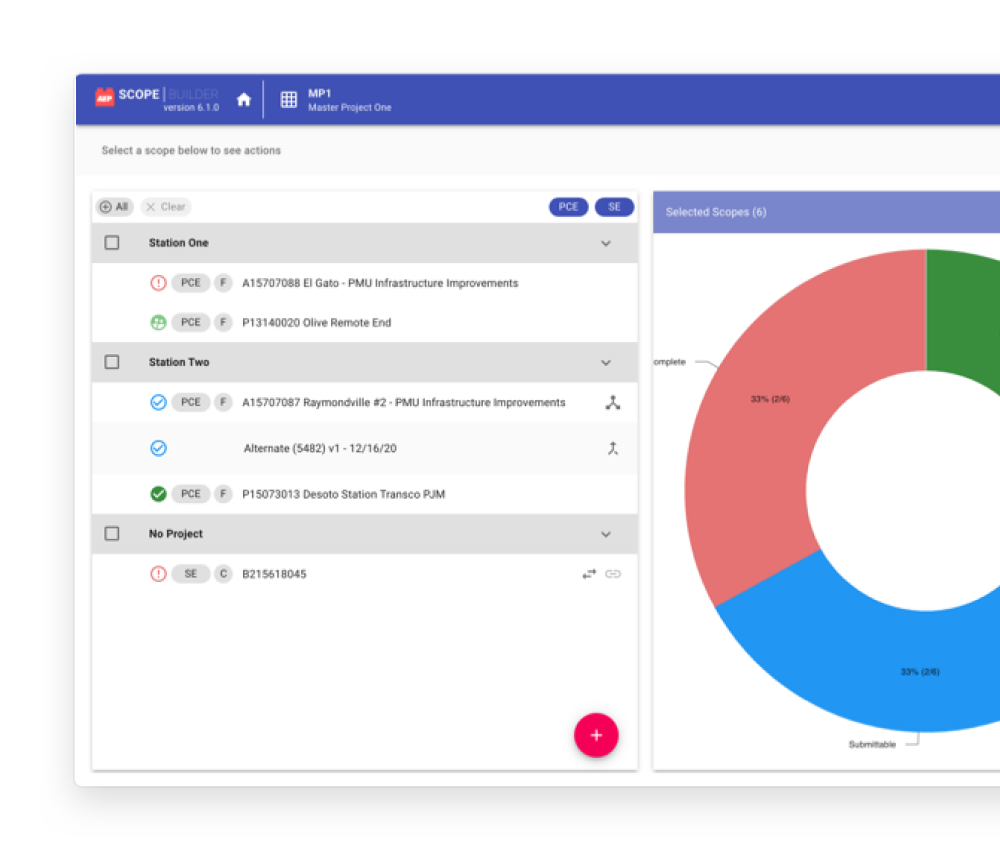 AEP SCOPE BUILDER
version 6.1.0
MP1
Master Project One
Select a scope below to see actions
All Clear PCE SE
Station One
PCE F A15707088 El Gato - PMU Infrastructure Improvements
PCE F P13140020 Olive Remote End
Station Two
PCE F A15707087 Raymondville #2 - PMU Infrastructure Improvements
Alternate (5482) v1 - 12/16/20
PCE F P15073013 Desoto Station Transco PJM
No Project
SE C B215618045
+
Selected Scopes (6)
omplete
33% (2/6)
33% (2/6)
Submittable